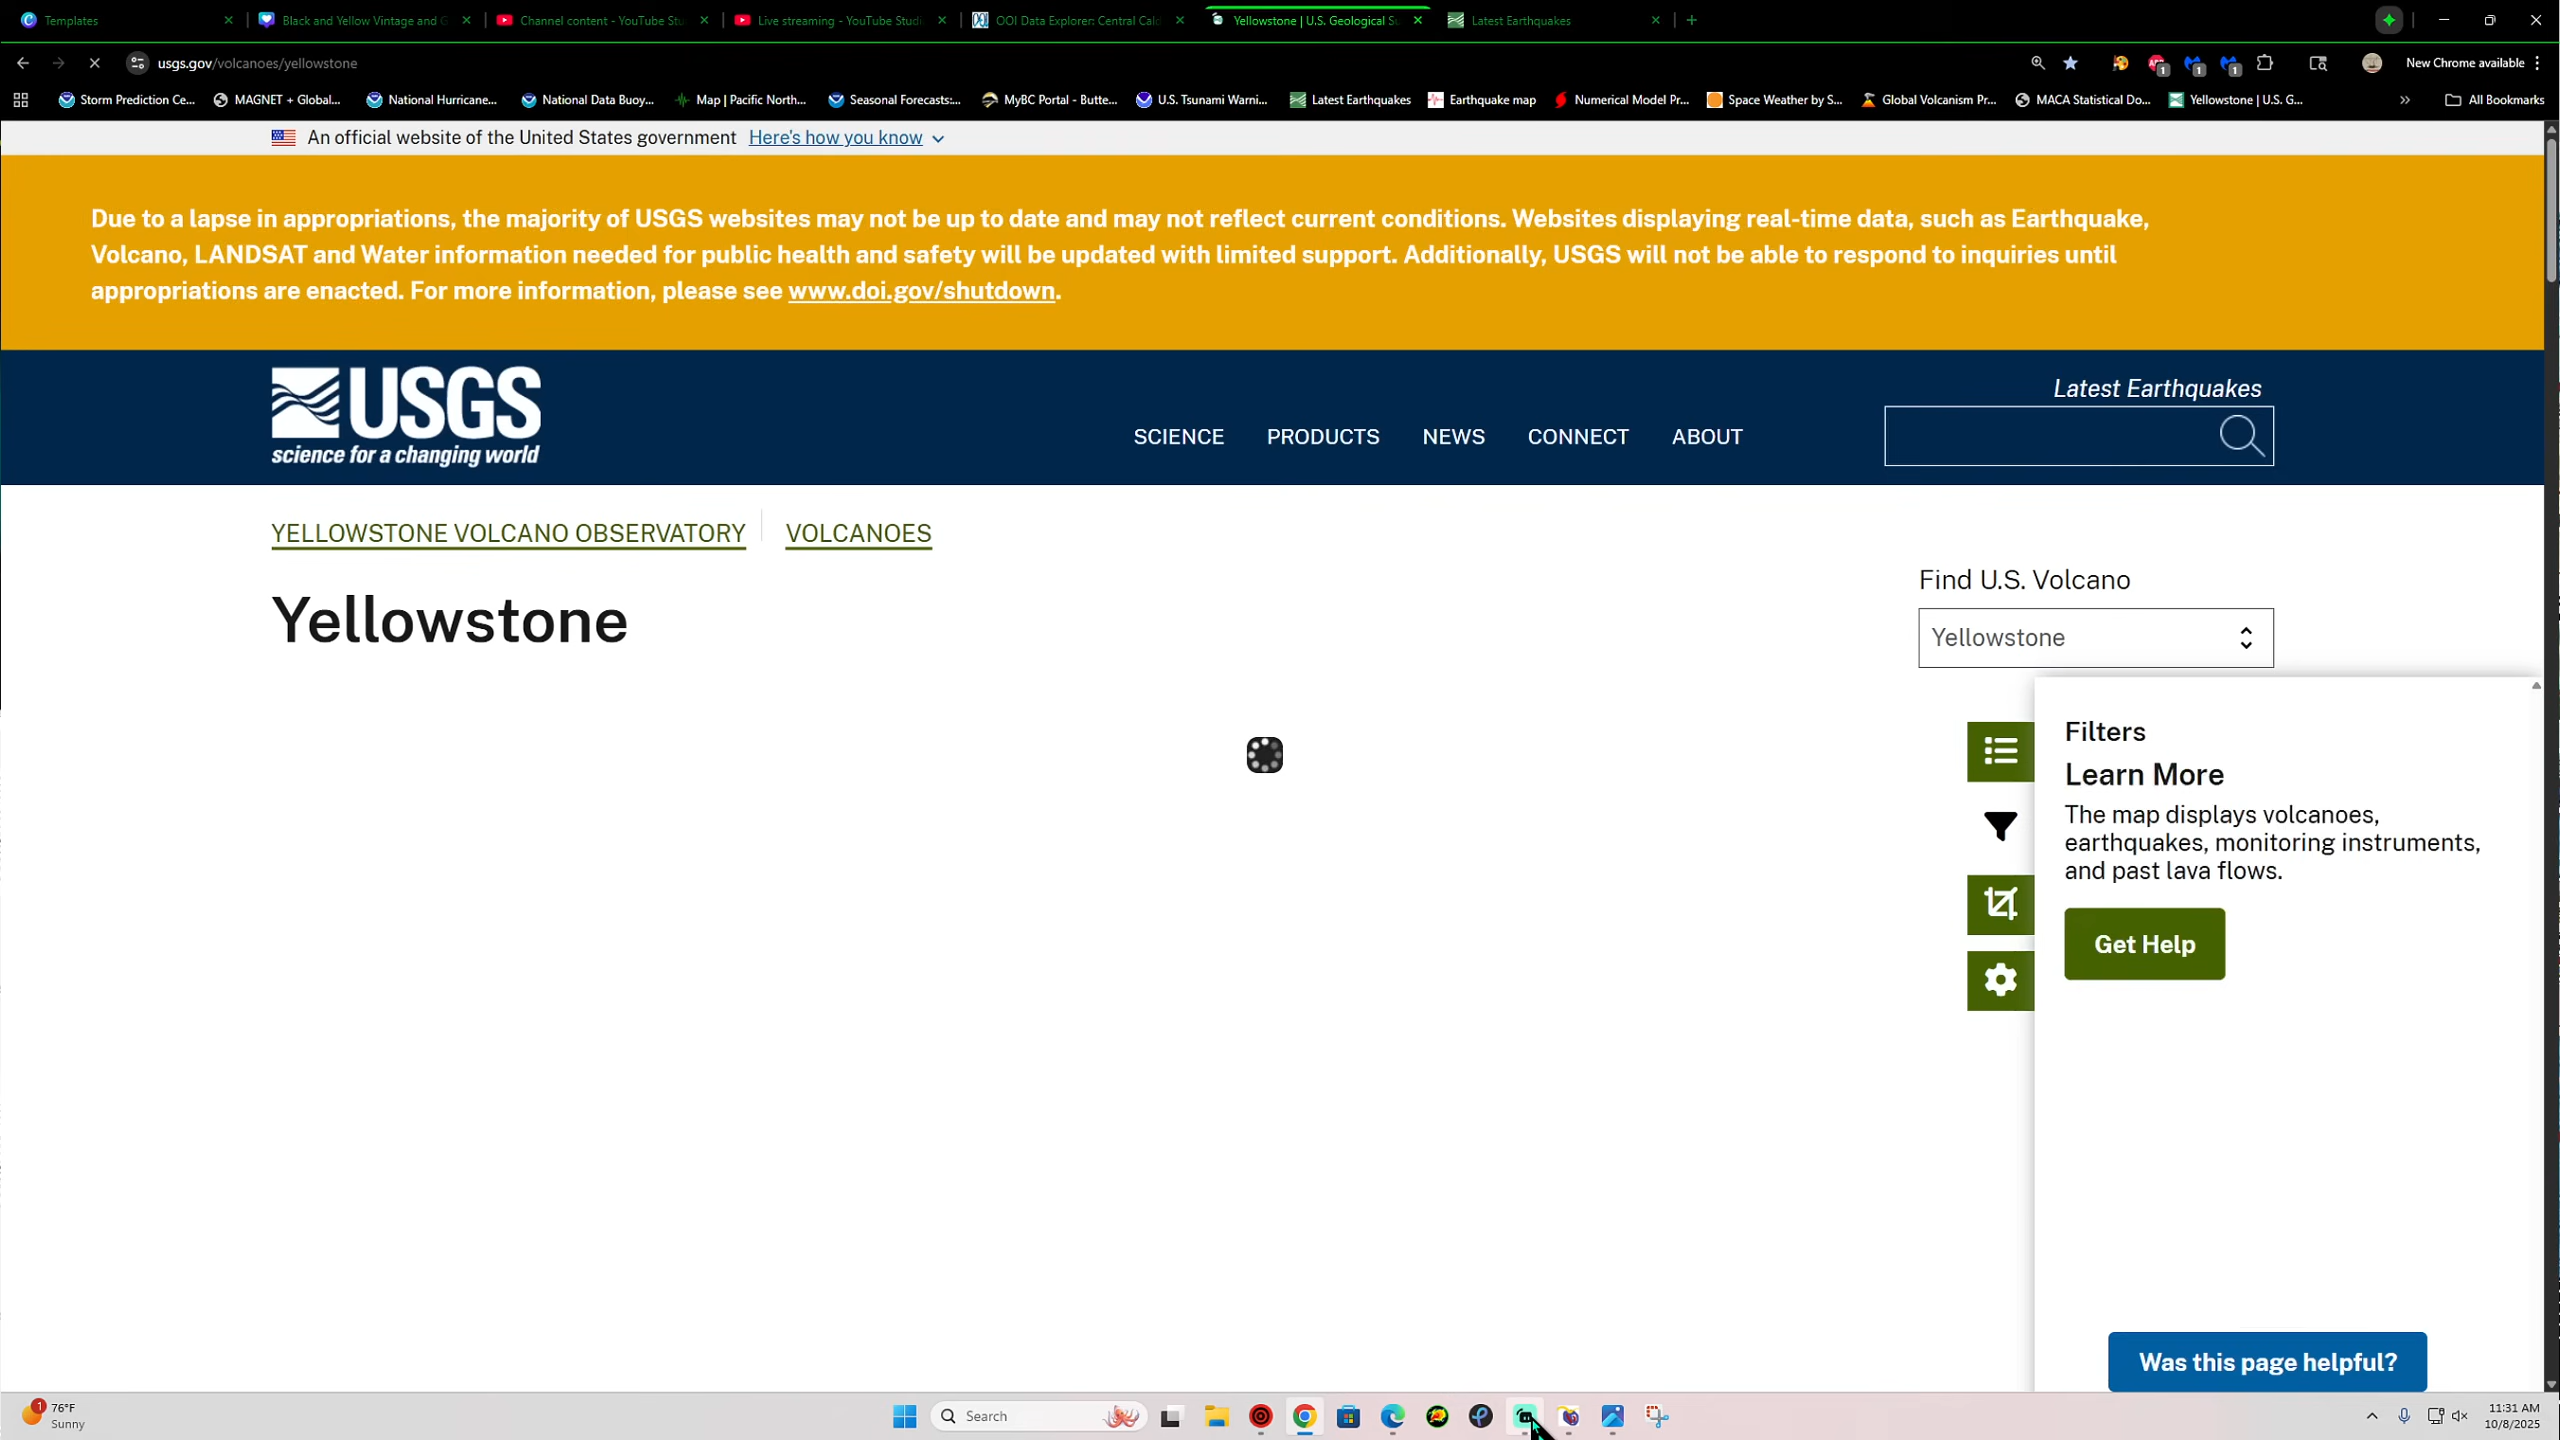 Templates
Black and Yellow Vintage and G
Channel content - YouTube Stu
Live streaming - YouTube Studi
OOI Data Explorer: Central Cald
Yellowstone | U.S. Geological Su
Latest Earthquakes
usgs.gov/volcanoes/yellowstone
New Chrome available
Storm Prediction Ce...
MAGNET + Global...
National Hurricane...
National Data Buoy...
Map | Pacific North...
Seasonal Forecasts:...
MyBC Portal - Butte...
U.S. Tsunami Warni...
Latest Earthquakes
Earthquake map
Numerical Model Pr...
Space Weather by S...
Global Volcanism Pr...
MACA Statistical Do...
Yellowstone | U.S. G...
All Bookmarks
An official website of the United States government Here's how you know
Due to a lapse in appropriations, the majority of USGS websites may not be up to date and may not reflect current conditions. Websites displaying real-time data, such as Earthquake,
Volcano, LANDSAT and Water information needed for public health and safety will be updated with limited support. Additionally, USGS will not be able to respond to inquiries until
appropriations are enacted. For more information, please see www.doi.gov/shutdown.
USGS
science for a changing world
SCIENCE PRODUCTS NEWS CONNECT ABOUT
Latest Earthquakes
YELLOWSTONE VOLCANO OBSERVATORY
VOLCANOES
Yellowstone
Find U.S. Volcano
Yellowstone
Filters
Learn More
The map displays volcanoes,
earthquakes, monitoring instruments,
and past lava flows.
Get Help
Was this page helpful?
1
76°F
Sunny
Search
11:31 AM
10/8/2025